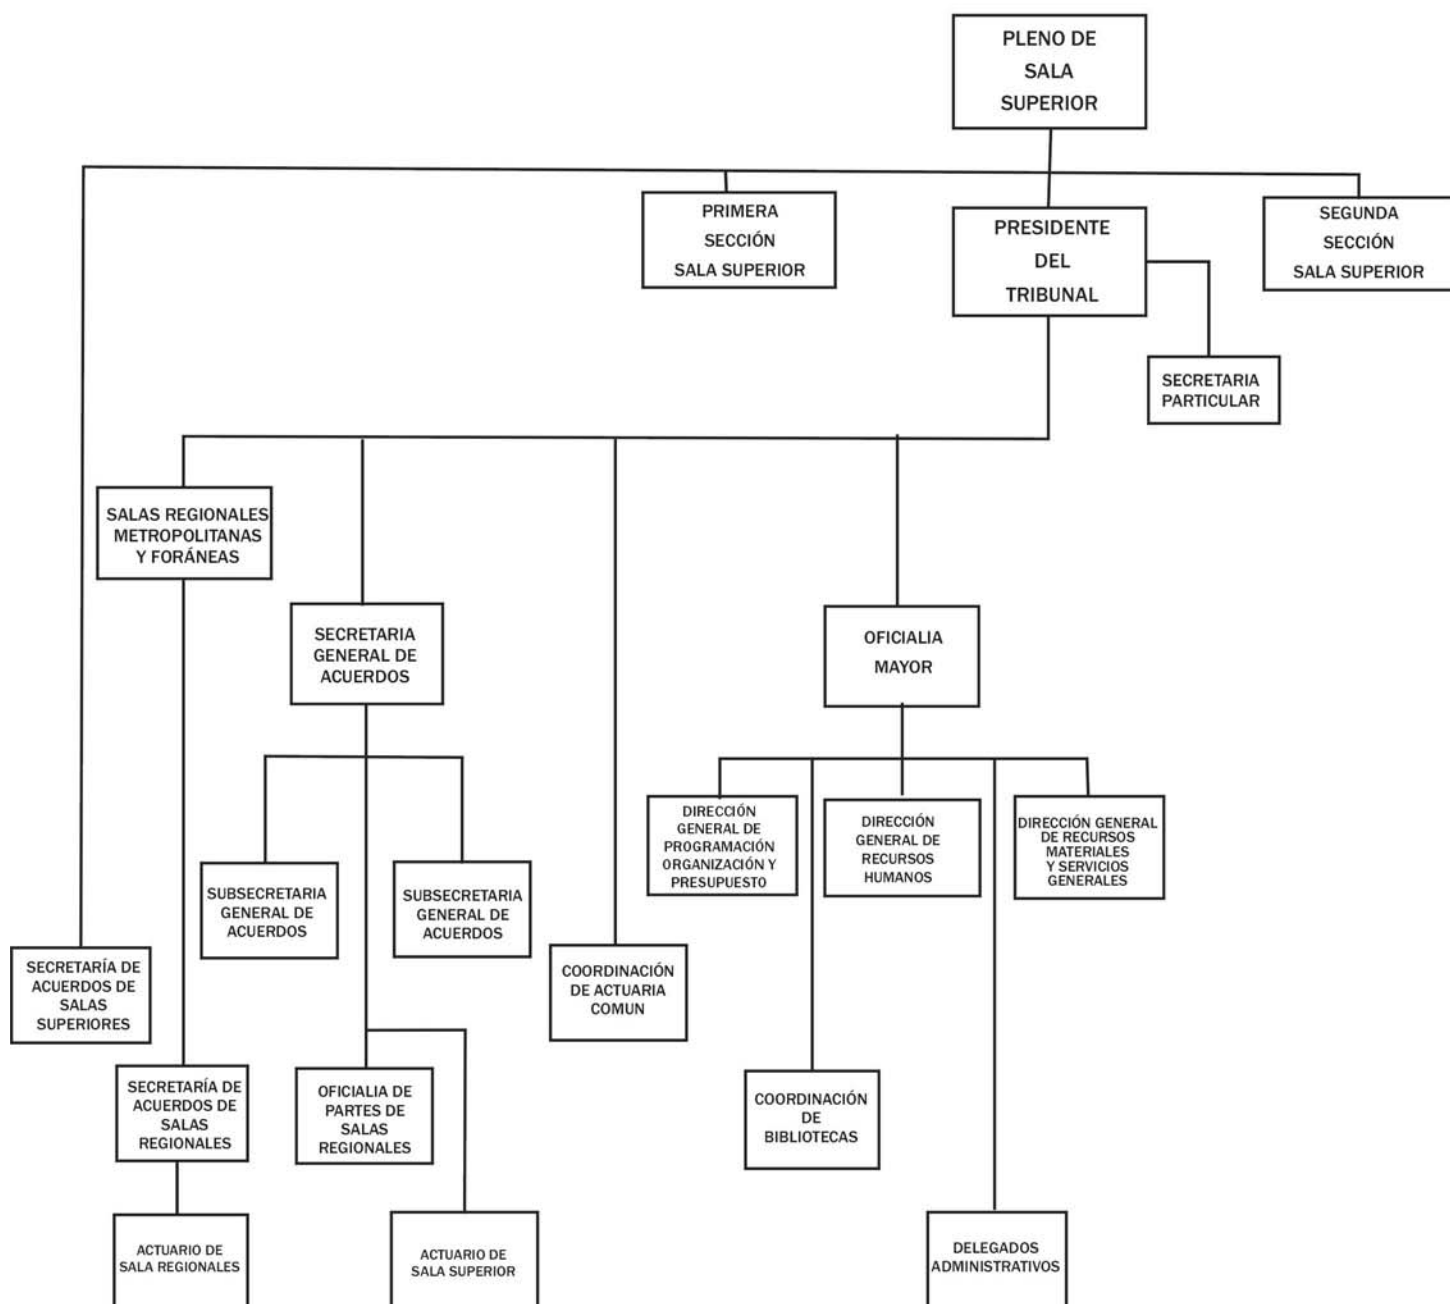 PLENO DE
SALA
SUPERIOR
PRIMERA
SECCIÓN
SALA SUPERIOR
PRESIDENTE
DEL
TRIBUNAL
SEGUNDA
SECCIÓN
SALA SUPERIOR
SECRETARIA
PARTICULAR
SALAS REGIONALES
METROPOLITANAS
Y FORÁNEAS
SECRETARIA
GENERAL DE
ACUERDOS
OFICIALIA
MAYOR
DIRECCIÓN
GENERAL DE
PROGRAMACIÓN
ORGANIZACIÓN Y
PRESUPUESTO
DIRECCIÓN
GENERAL DE
RECURSOS
HUMANOS
DIRECCIÓN GENERAL
DE RECURSOS
MATERIALES
Y SERVICIOS
GENERALES
SUBSECRETARIA
GENERAL DE
ACUERDOS
SUBSECRETARIA
GENERAL DE
ACUERDOS
SECRETARÍA DE
ACUERDOS DE
SALAS
SUPERIORES
COORDINACIÓN
DE ACTUARIA
COMUN
SECRETARÍA DE
ACUERDOS DE
SALAS
REGIONALES
OFICIALIA DE
PARTES DE
SALAS
REGIONALES
COORDINACIÓN
DE
BIBLIOTECAS
ACTUARIO DE
SALA REGIONALES
ACTUARIO DE
SALA SUPERIOR
DELEGADOS
ADMINISTRATIVOS